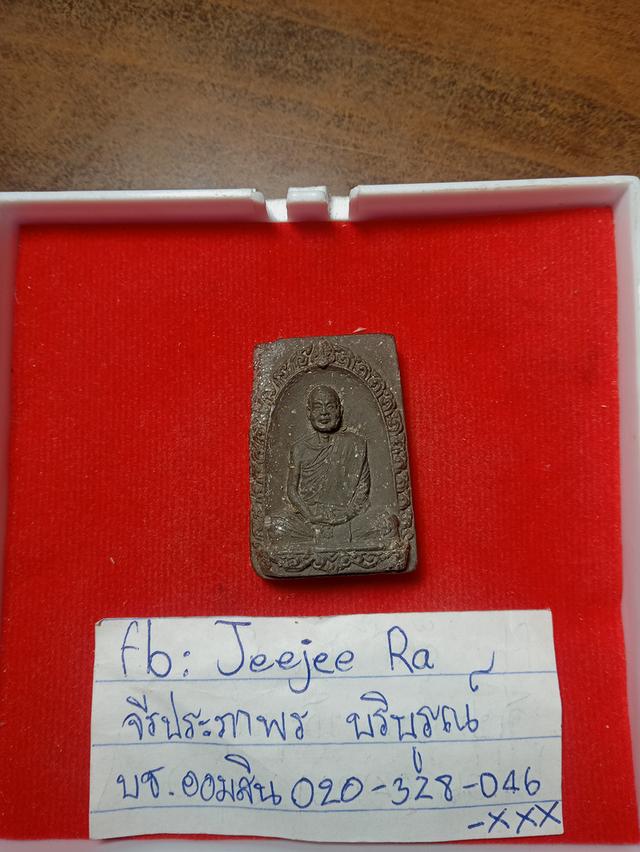 fb: Jeejee Ra
จีรประภาพร บริบูรณ์
บช.ออมสิน 020-328-046
-xxx